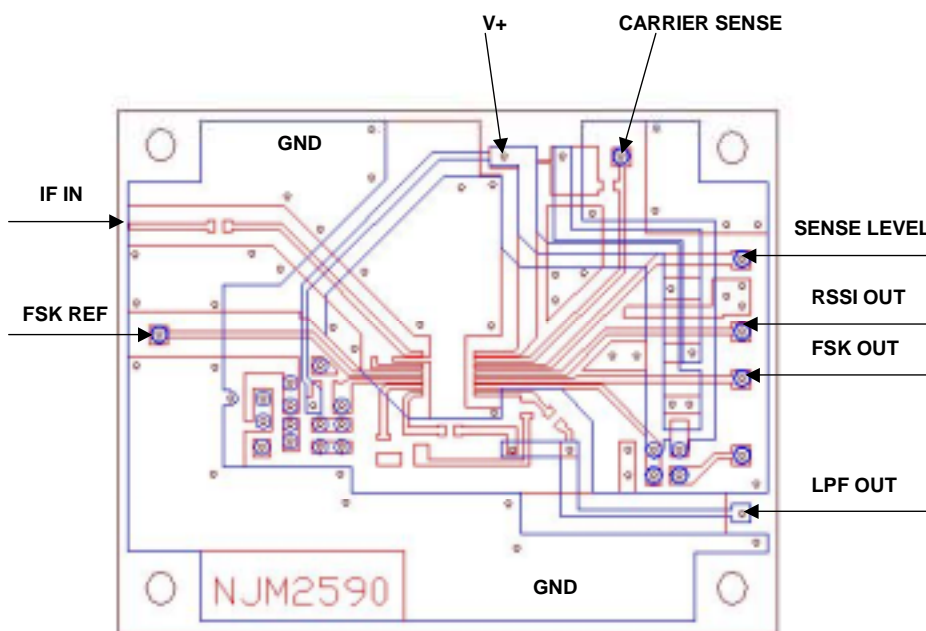 V+
CARRIER SENSE
GND
IF IN
SENSE LEVEL
RSSI OUT
FSK REF
FSK OUT
LPF OUT
NJM2590
GND